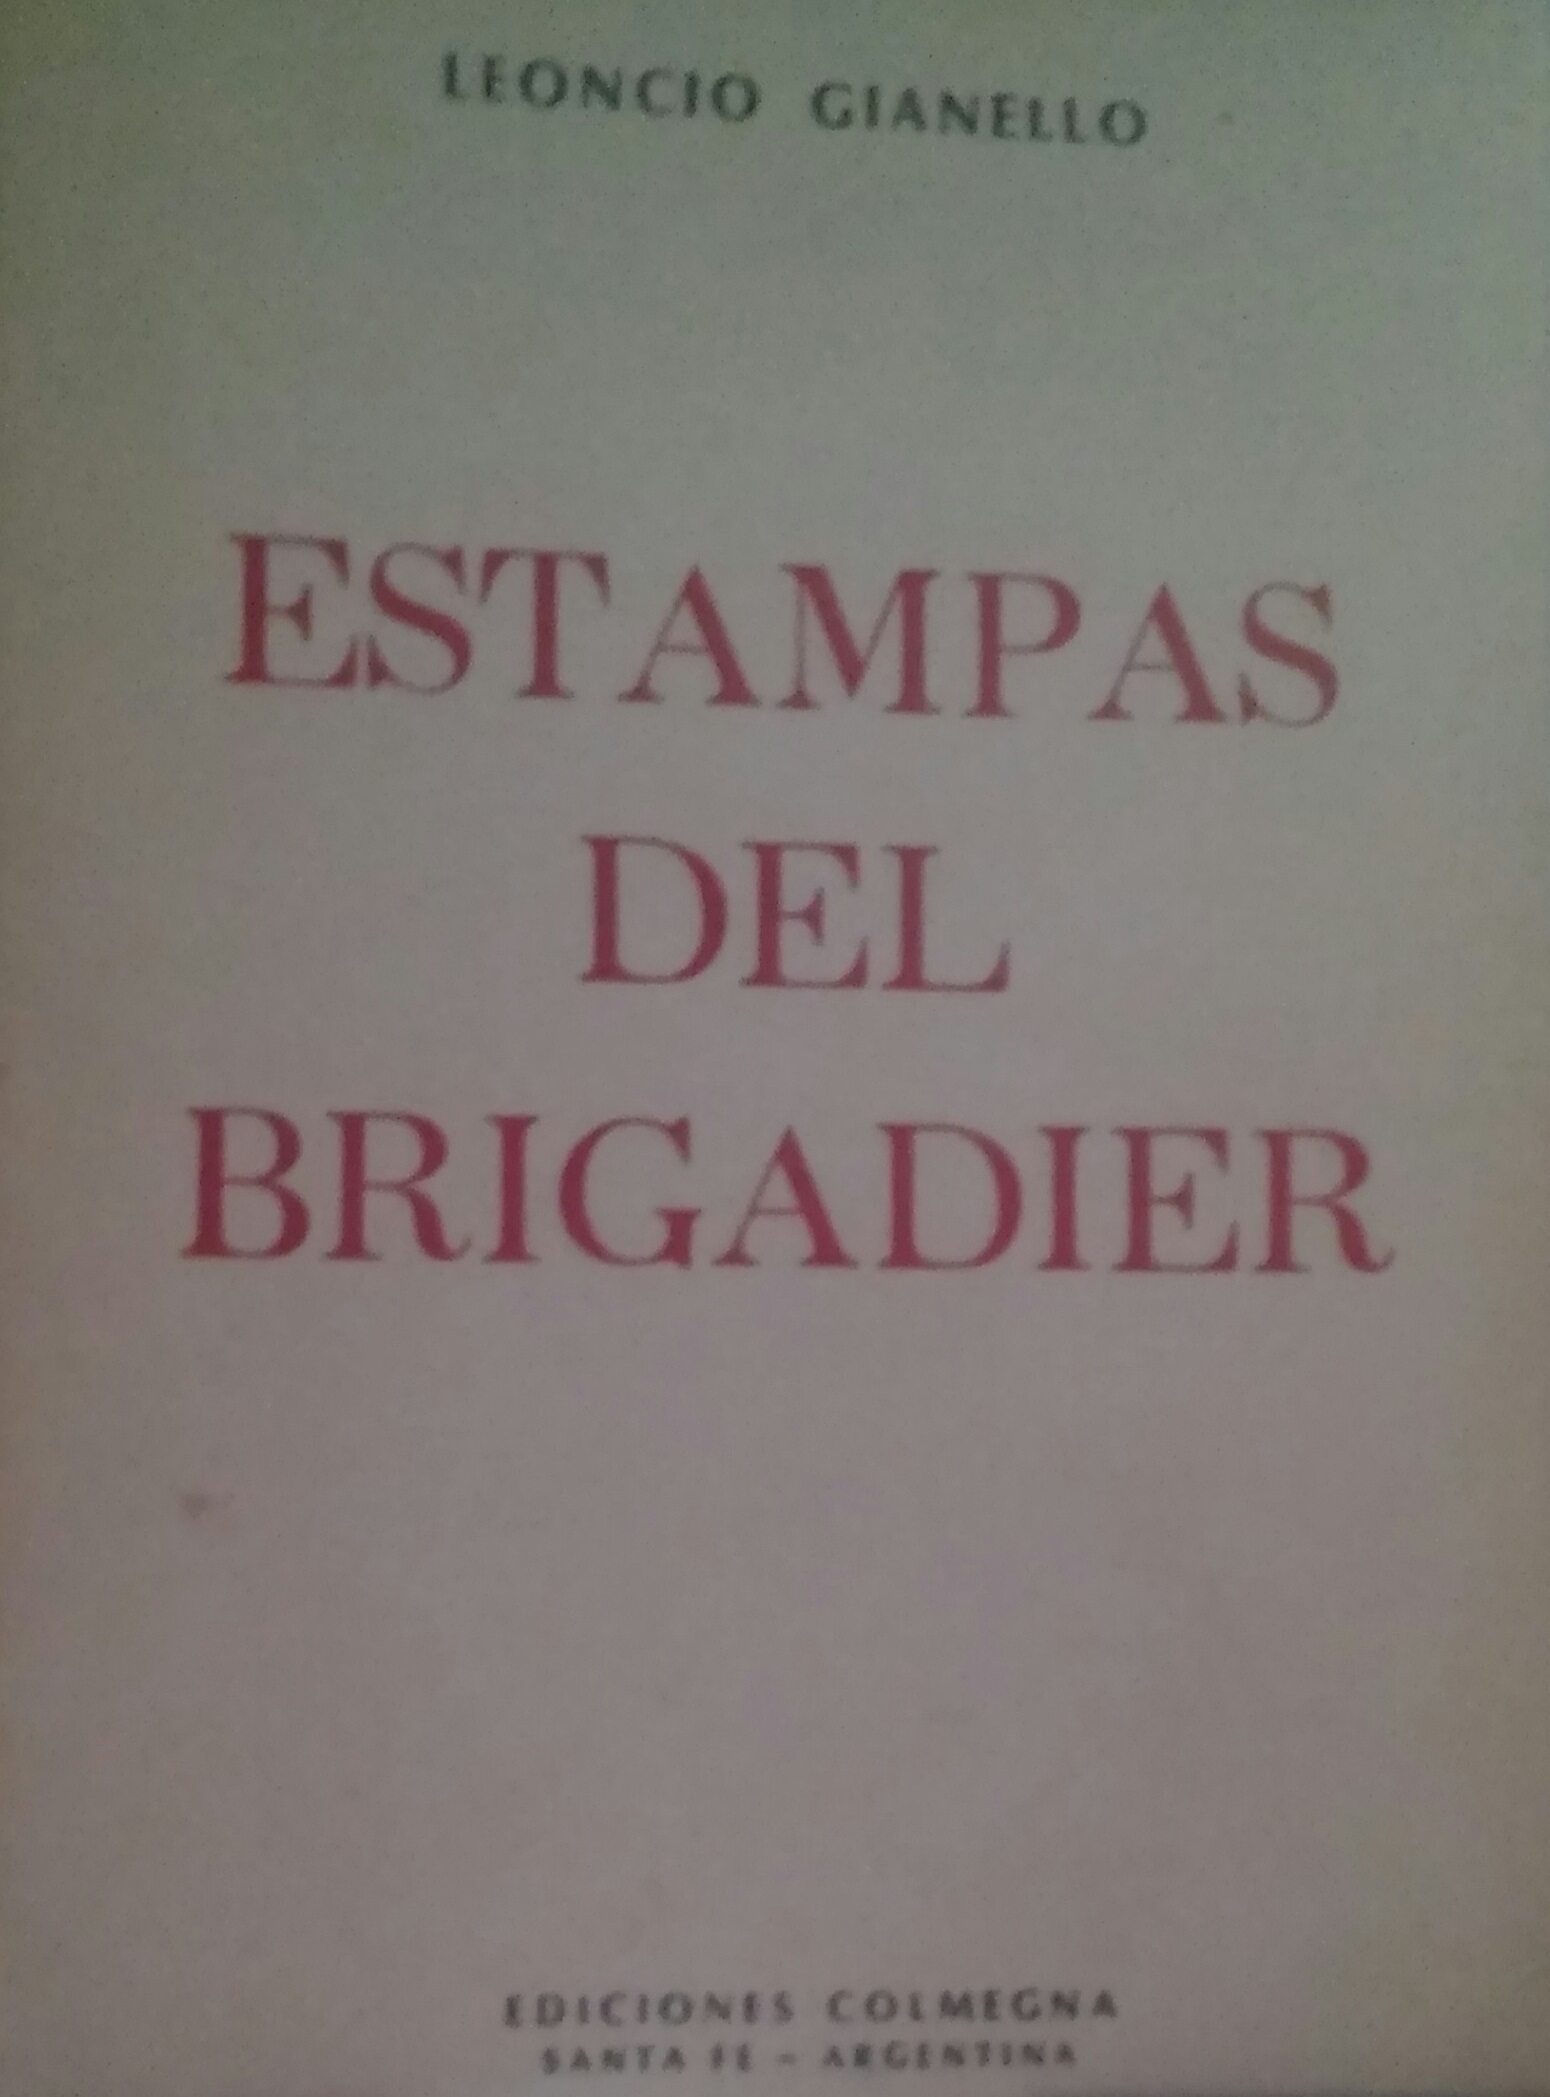 LEONCIO GIANELLO
ESTAMPAS
DEL
BRIGADIER
EDICIONES COLMEGNA
SANTA FE - ARGENTINA